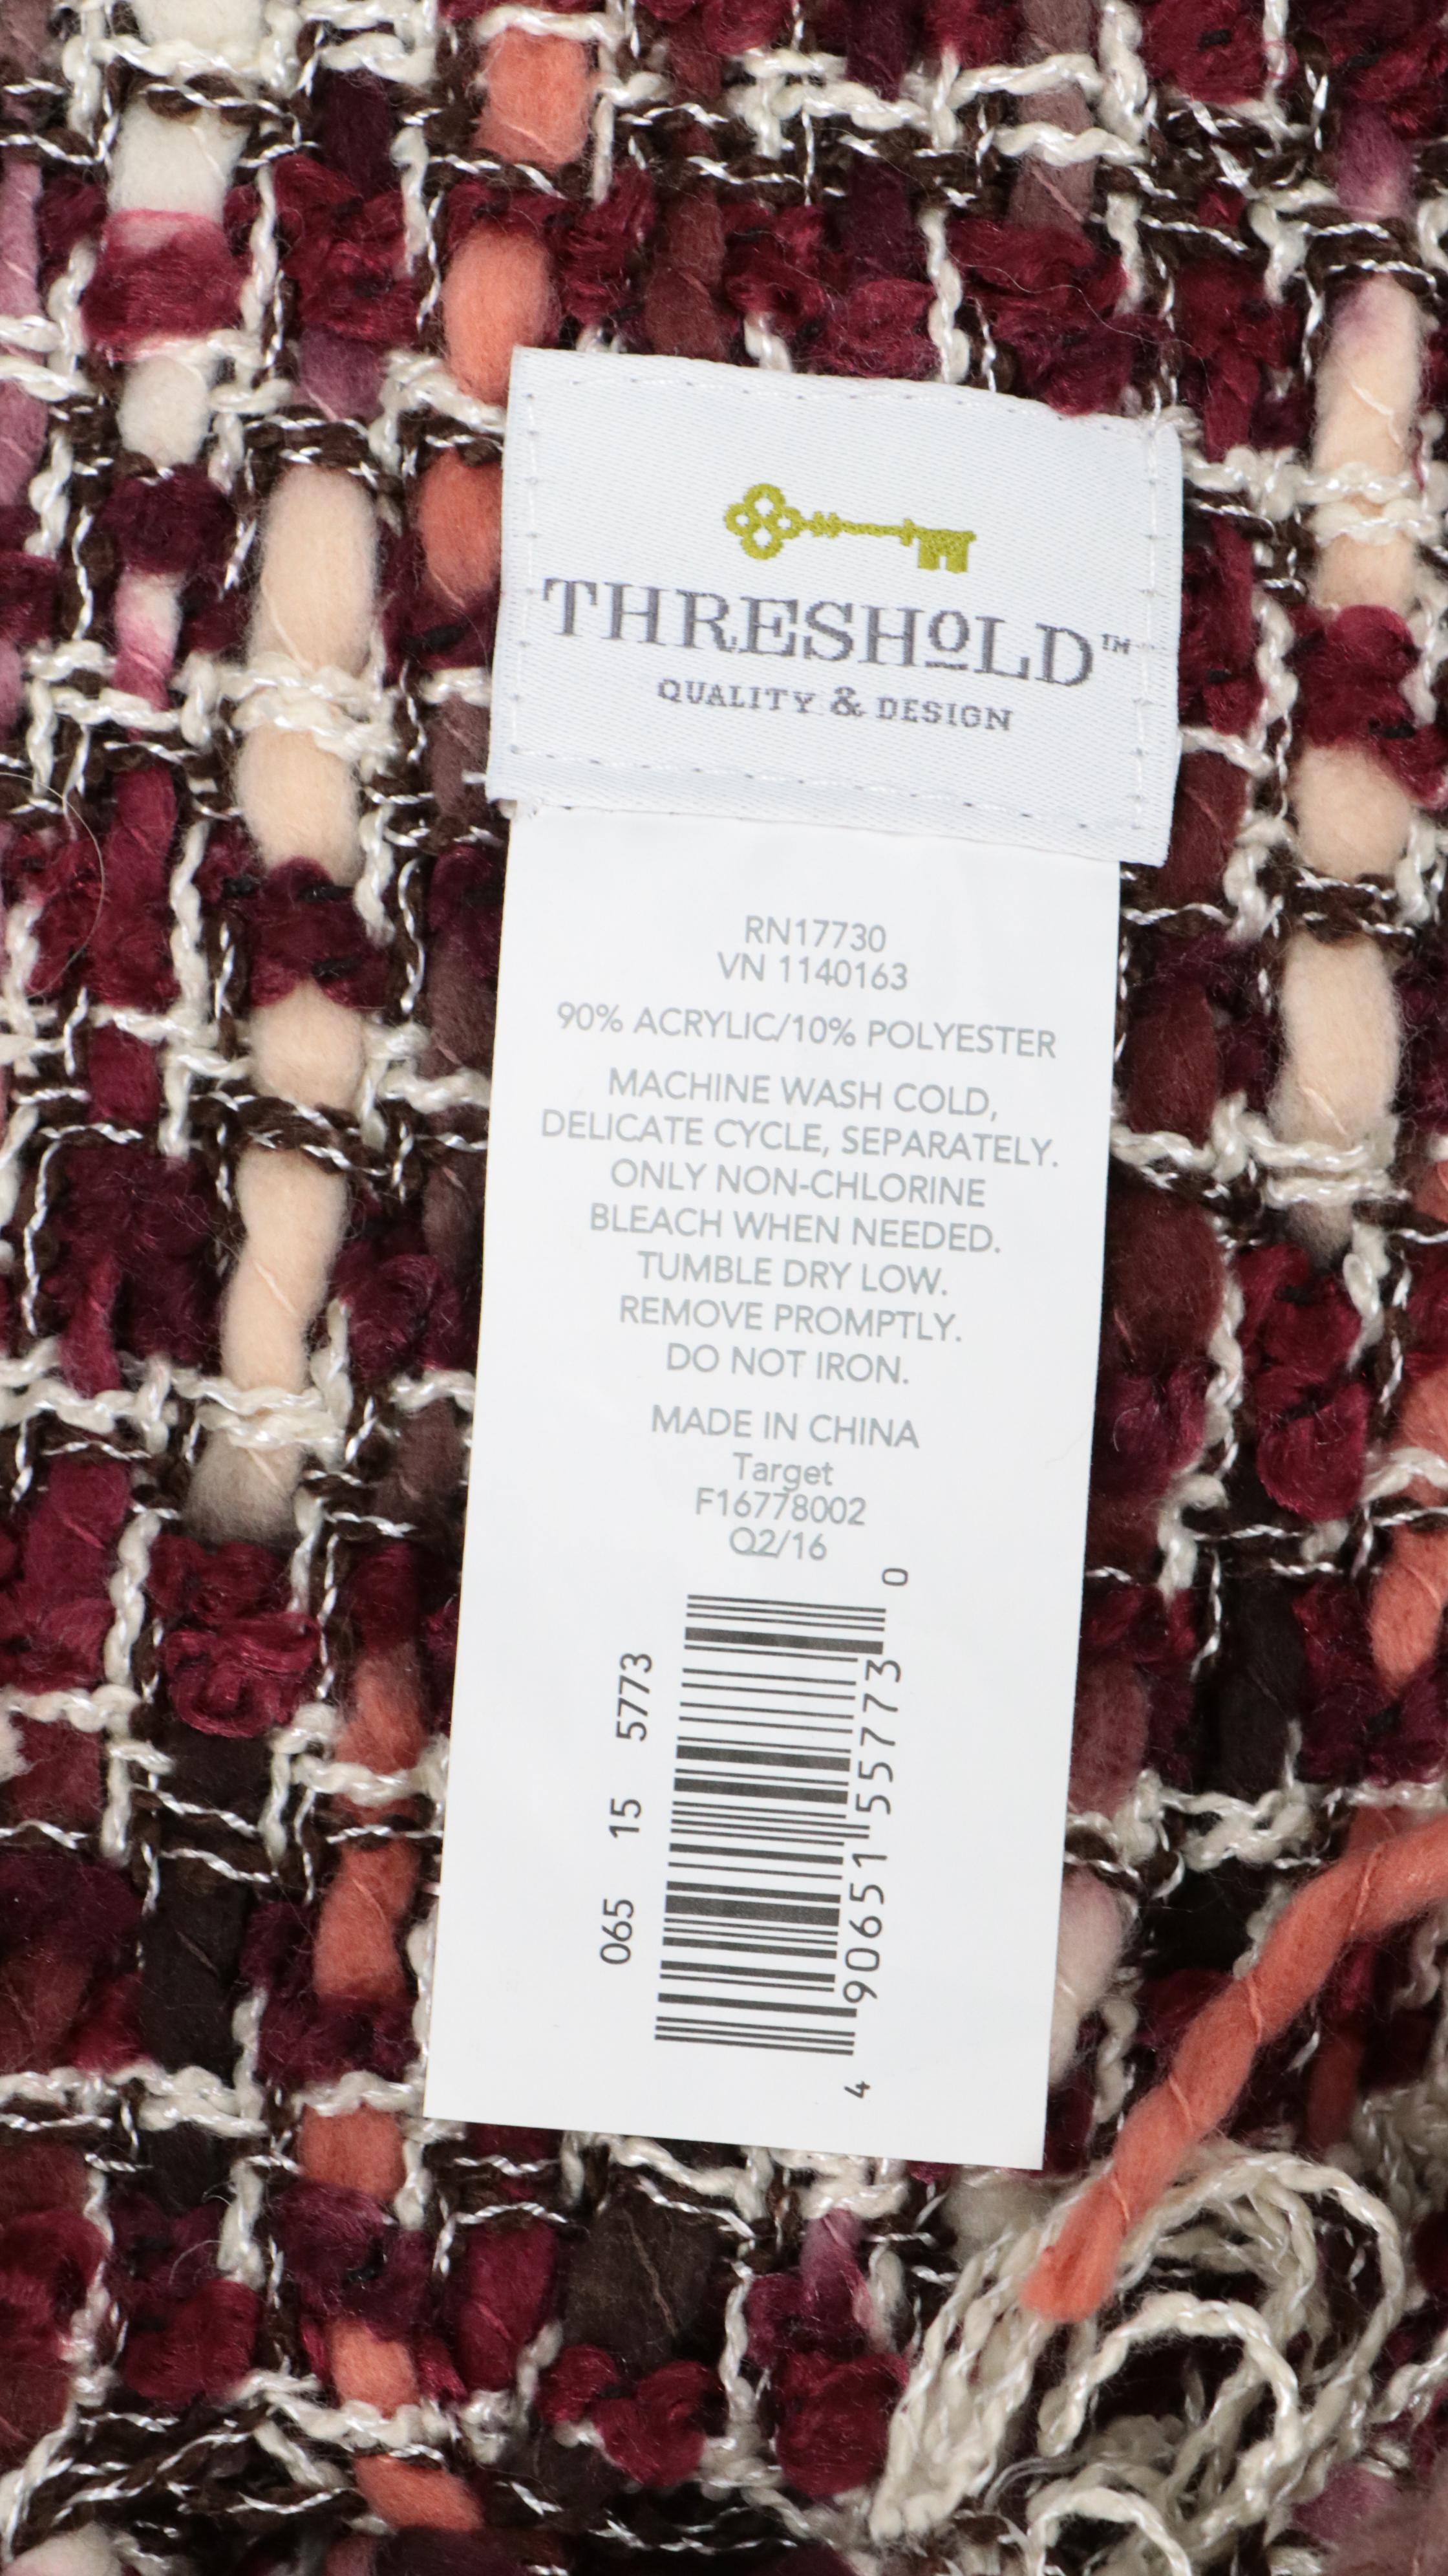 THRESHOLD™
QUALITY & DESIGN
RN17730
VN 1140163
90% ACRYLIC/10% POLYESTER
MACHINE WASH COLD,
DELICATE CYCLE, SEPARATELY.
ONLY NON-CHLORINE
BLEACH WHEN NEEDED.
TUMBLE DRY LOW.
REMOVE PROMPTLY.
DO NOT IRON.
MADE IN CHINA
Target
F16778002
Q2/16
065 15 5773
4 90651 55773 0